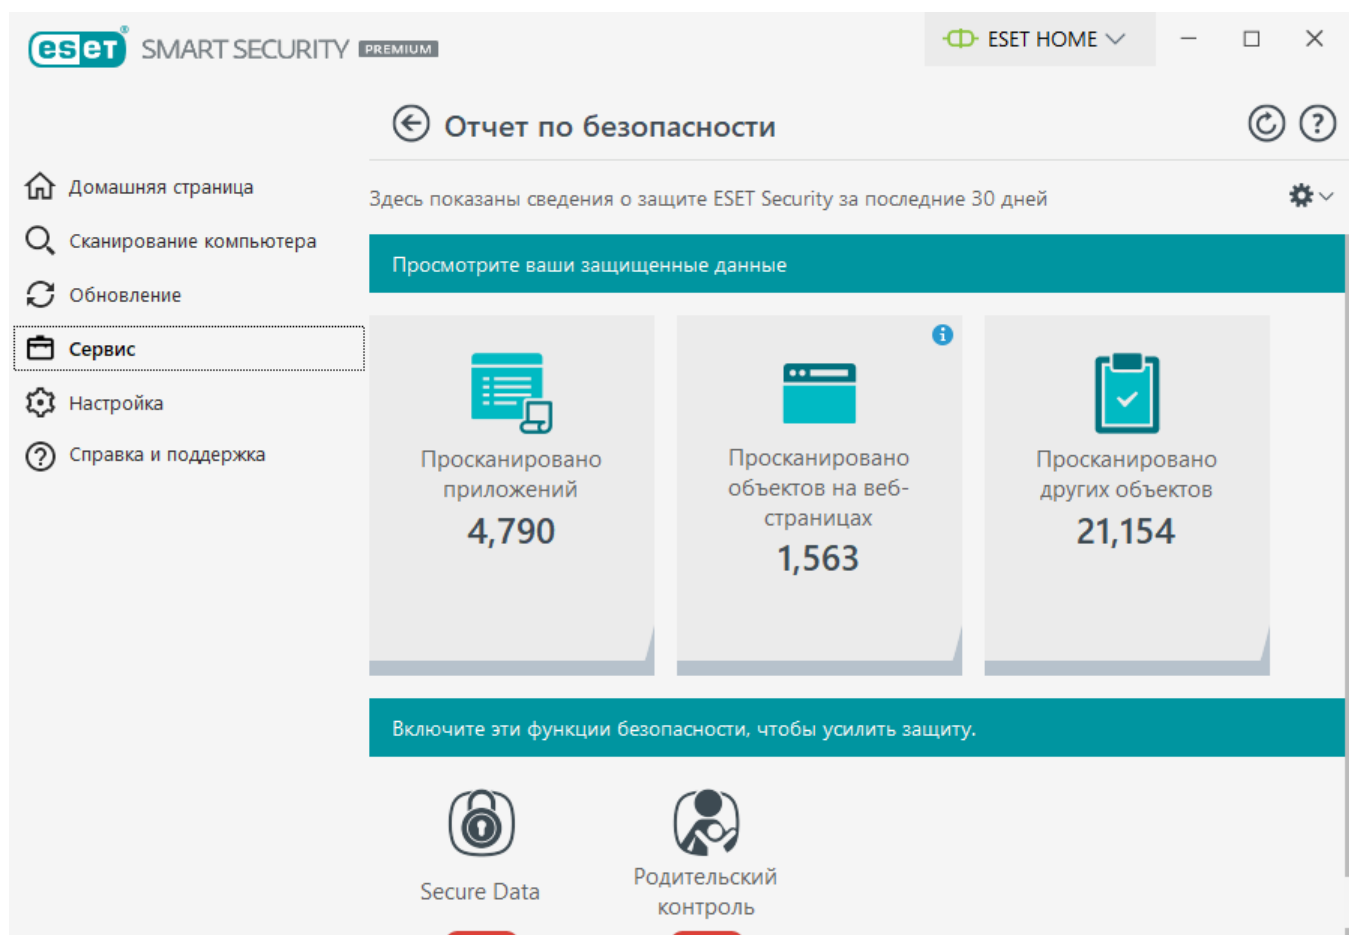 eset® SMART SECURITY PREMIUM
ESET HOME
Отчет по безопасности
Домашняя страница
Сканирование компьютера
Обновление
Сервис
Настройка
Справка и поддержка
Здесь показаны сведения о защите ESET Security за последние 30 дней
Просмотрите ваши защищенные данные
Просканировано
приложений
4,790
Просканировано
объектов на веб-
страницах
1,563
Просканировано
других объектов
21,154
Включите эти функции безопасности, чтобы усилить защиту.
Secure Data
Родительский
контроль